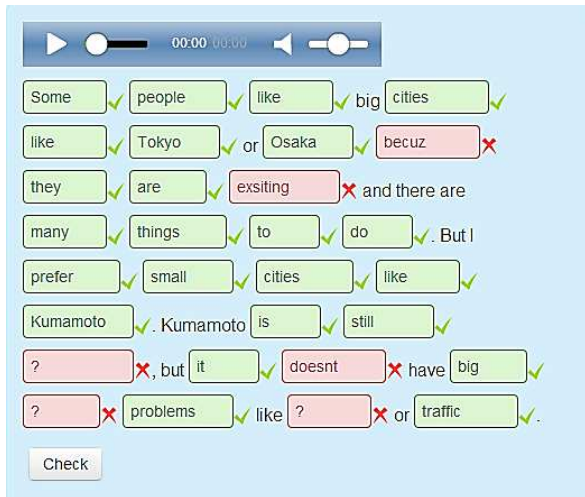 00:00 00:00
Some people like big cities
like Tokyo or Osaka becuz
they are exsiting and there are
many things to do . But I
prefer small cities like
Kumamoto . Kumamoto is still
? , but it doesnt have big
? problems like ? or traffic .
Check